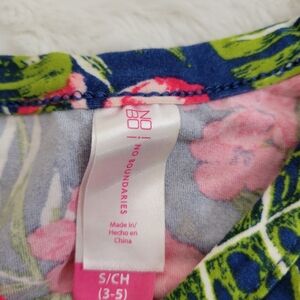 NO
BO
NO BOUNDARIES
Made in/
Hecho en
China
S/CH
(3-5)